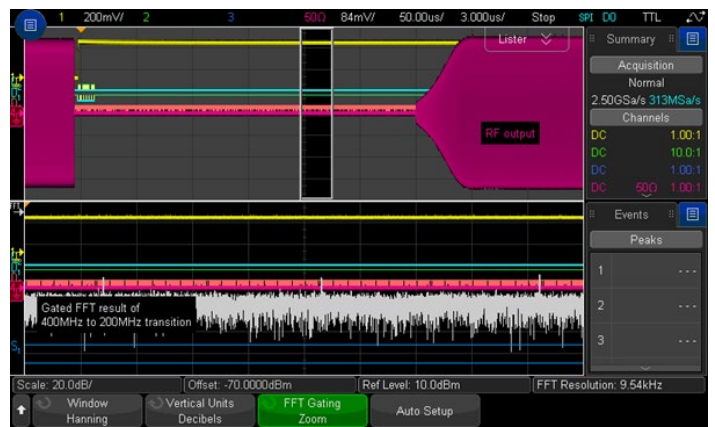 1 200mV/ 2 3 50Ω 84mV/ 50.00us/ 3.000us/ Stop SPI D0 TTL
Lister
Summary
Acquisition
Normal
2.50GSa/s 313MSa/s
Channels
DC 1.00:1
DC 10.0:1
DC 1.00:1
DC 50Ω 1.00:1
RF output
FFT
Events
Peaks
1 ---
2 ---
3 ---
Gated FFT result of
400MHz to 200MHz transition
S1
Scale: 20.0dB/ Offset: -70.0000dBm Ref Level: 10.0dBm FFT Resolution: 9.54kHz
Window Vertical Units FFT Gating
Hanning Decibels Zoom Auto Setup